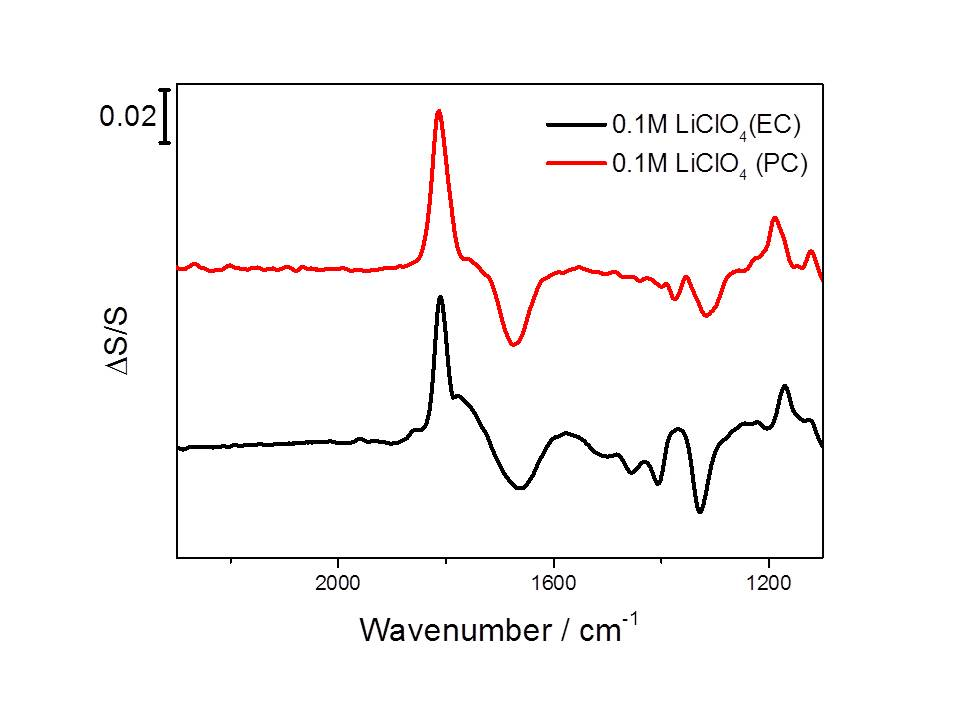 0.02
0.1M LiClO4(EC)
0.1M LiClO4 (PC)
ΔS/S
2000 1600 1200
Wavenumber / cm-1